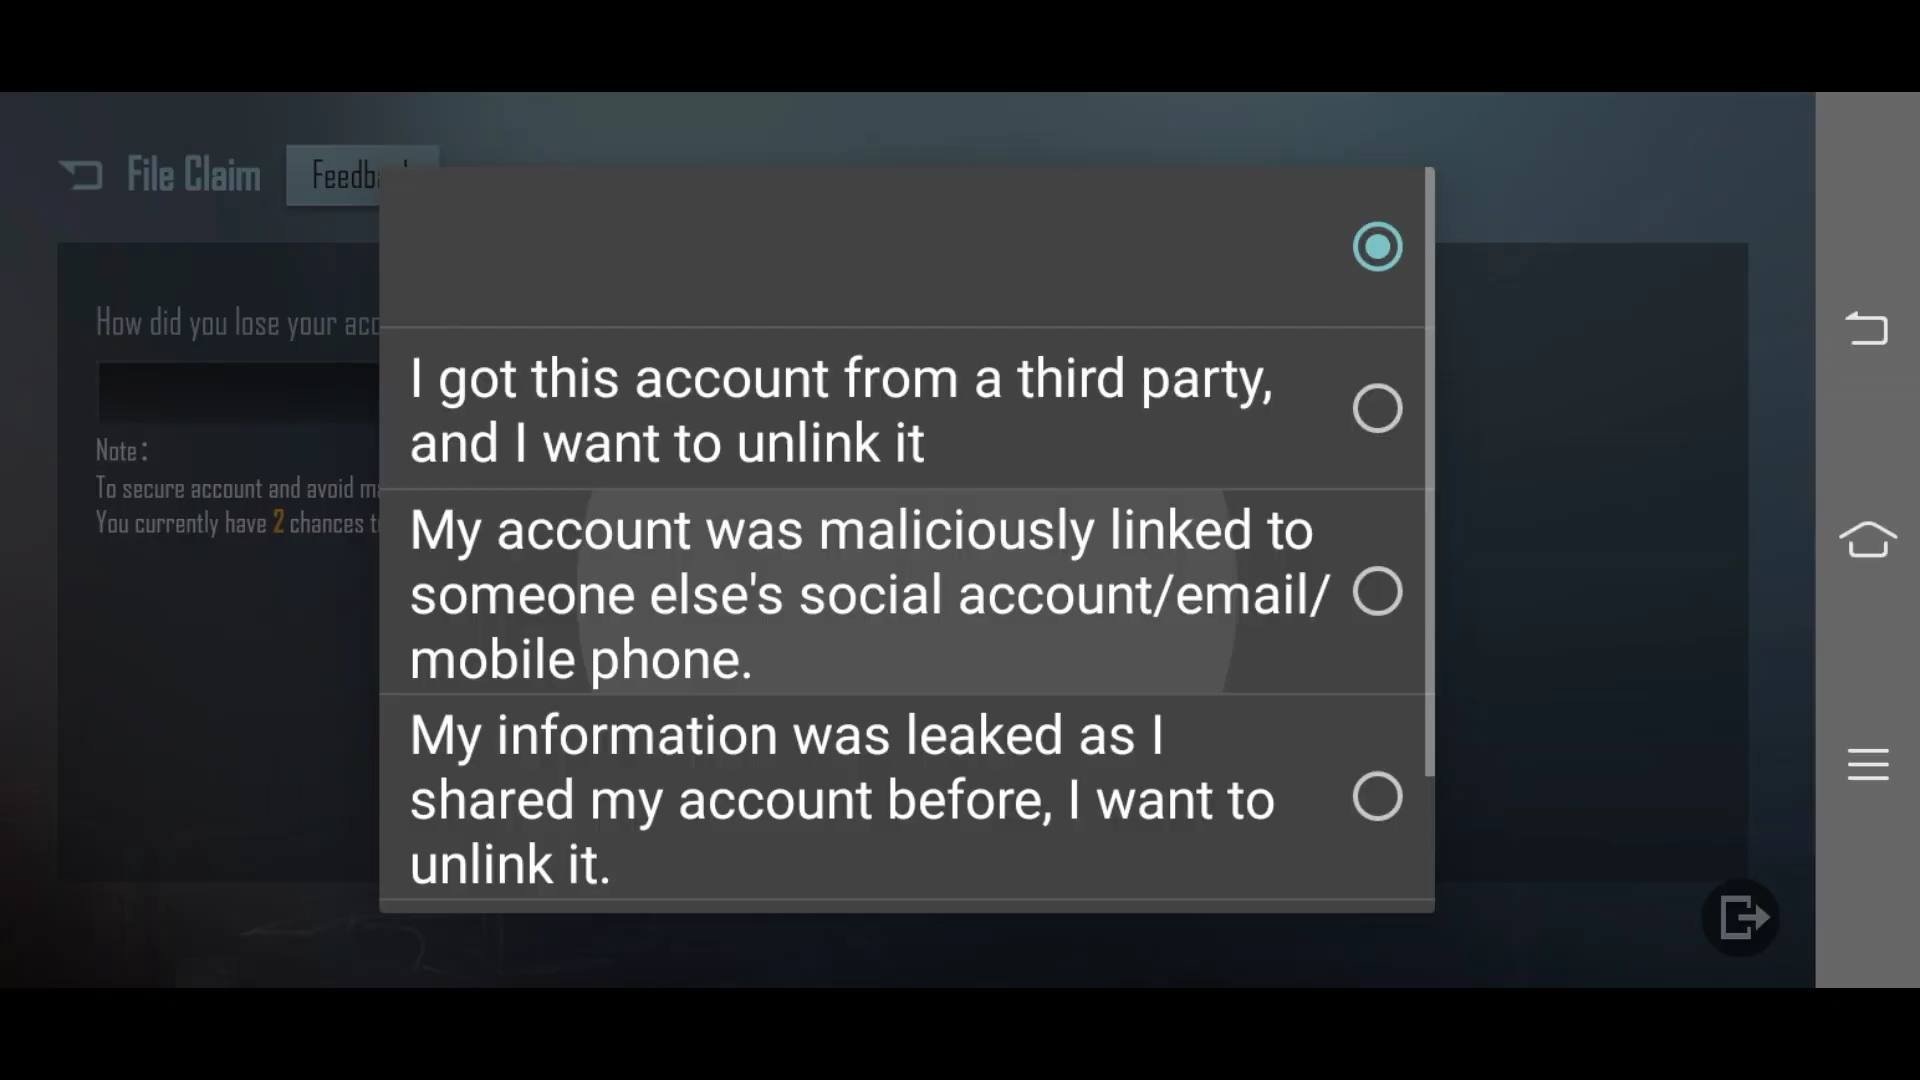 File Claim
How did you lose your
I got this account from a third party,
and I want to unlink it
My account was maliciously linked to
someone else's social account/email/
mobile phone.
My information was leaked as I
shared my account before, I want to
unlink it.
Note:
To secure account and avoid
You currently have 2 chances